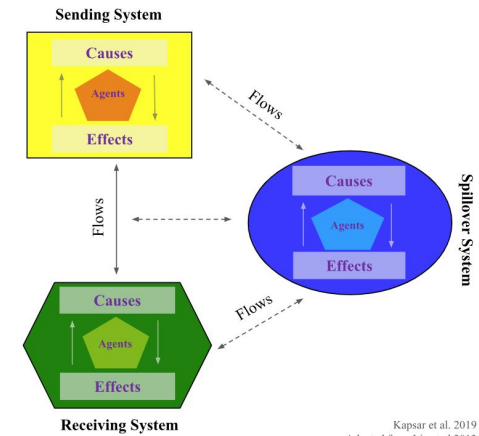 Sending System
Causes
Agents
Effects
Flows
Causes
Agents
Effects
Spillover System
Flows
Flows
Causes
Agents
Effects
Receiving System
Kapsar et al. 2019